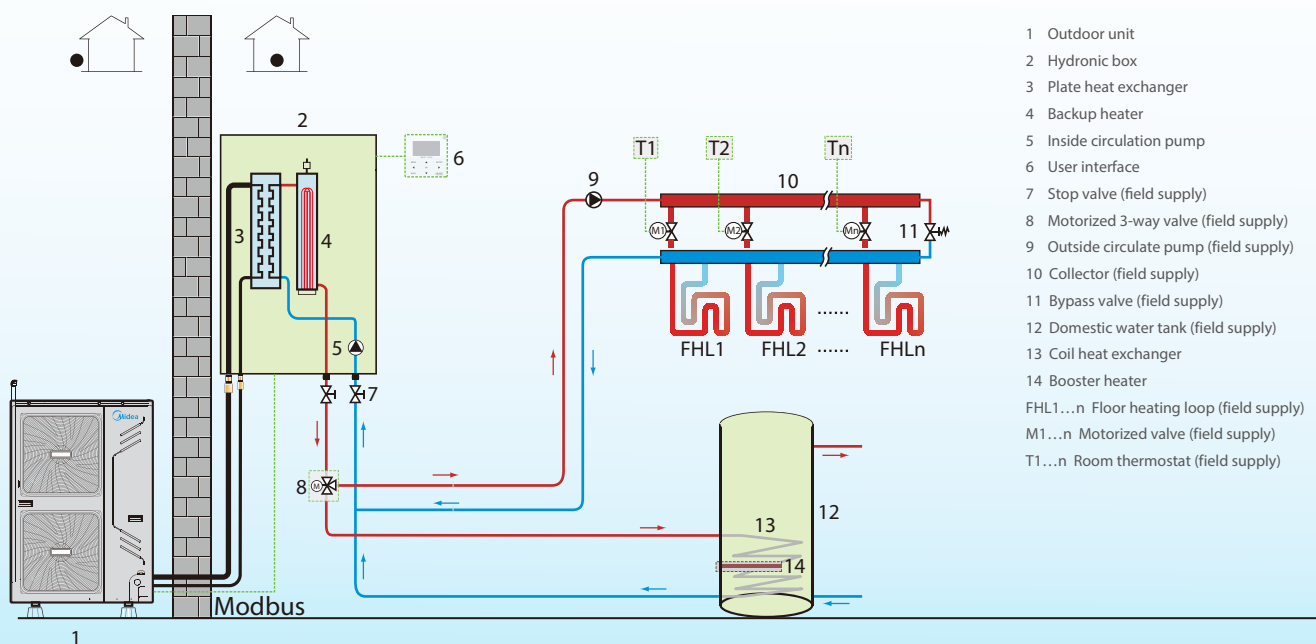 2
6
3
4
5
7
T1
T2
Tn
9
10
M1
M2
Mn
11
FHL1
FHL2
......
......
FHLn
8
M
13
12
14
Midea
Modbus
1
1 Outdoor unit
2 Hydronic box
3 Plate heat exchanger
4 Backup heater
5 Inside circulation pump
6 User interface
7 Stop valve (field supply)
8 Motorized 3-way valve (field supply)
9 Outside circulate pump (field supply)
10 Collector (field supply)
11 Bypass valve (field supply)
12 Domestic water tank (field supply)
13 Coil heat exchanger
14 Booster heater
FHL1...n Floor heating loop (field supply)
M1...n Motorized valve (field supply)
T1...n Room thermostat (field supply)